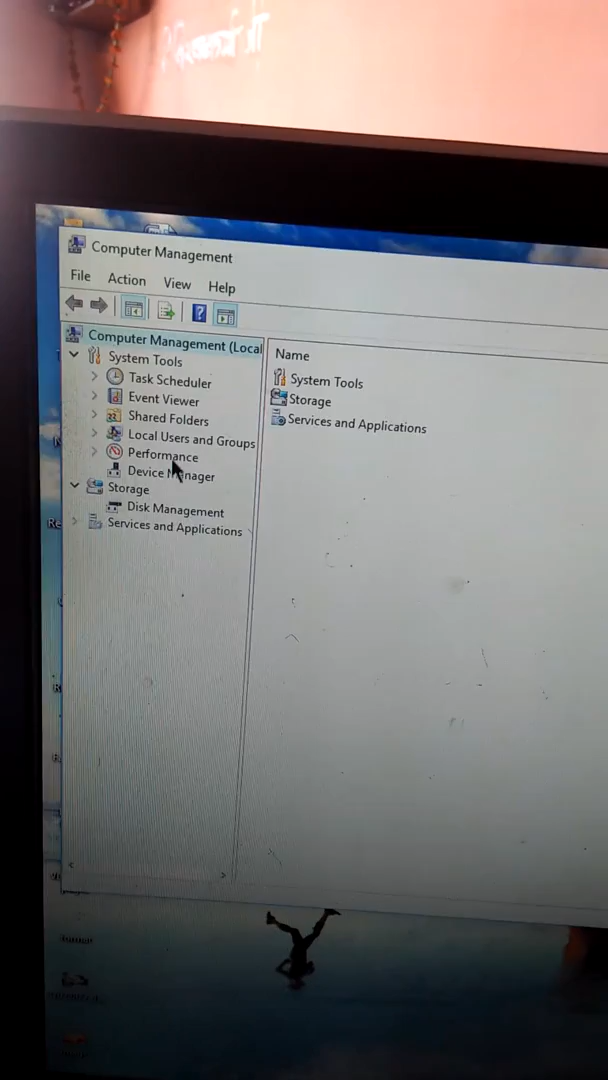 Computer Management
File Action View Help
Computer Management (Local
System Tools
Task Scheduler
Event Viewer
Shared Folders
Local Users and Groups
Performance
Device Manager
Storage
Disk Management
Services and Applications
Name
System Tools
Storage
Services and Applications